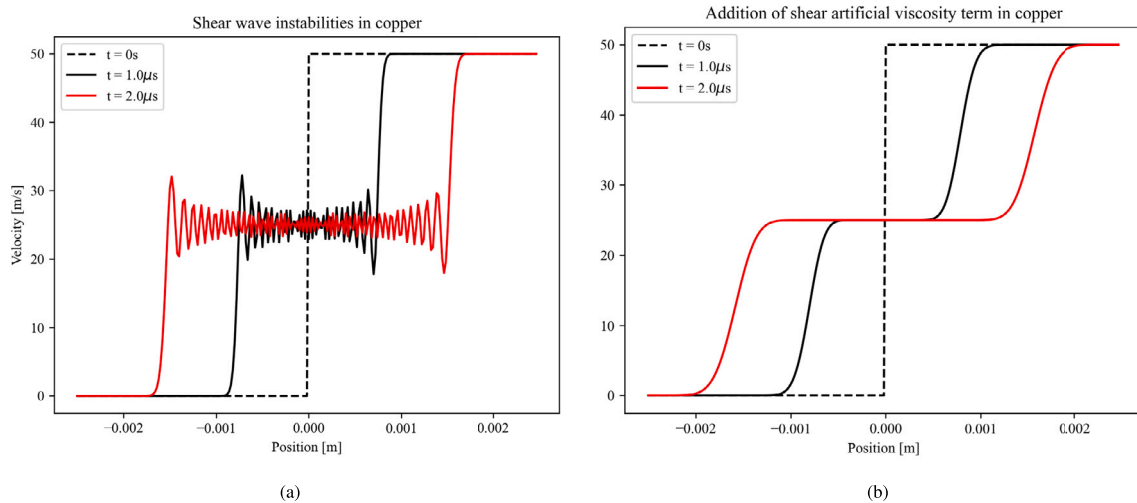 Shear wave instabilities in copper
t = 0s
t = 1.0μs
t = 2.0μs
50
40
30
20
10
0
Velocity [m/s]
−0.002
−0.001
0.000
0.001
0.002
Position [m]
(a)
Addition of shear artificial viscosity term in copper
t = 0s
t = 1.0μs
t = 2.0μs
50
40
30
20
10
0
−0.002
−0.001
0.000
0.001
0.002
Position [m]
(b)